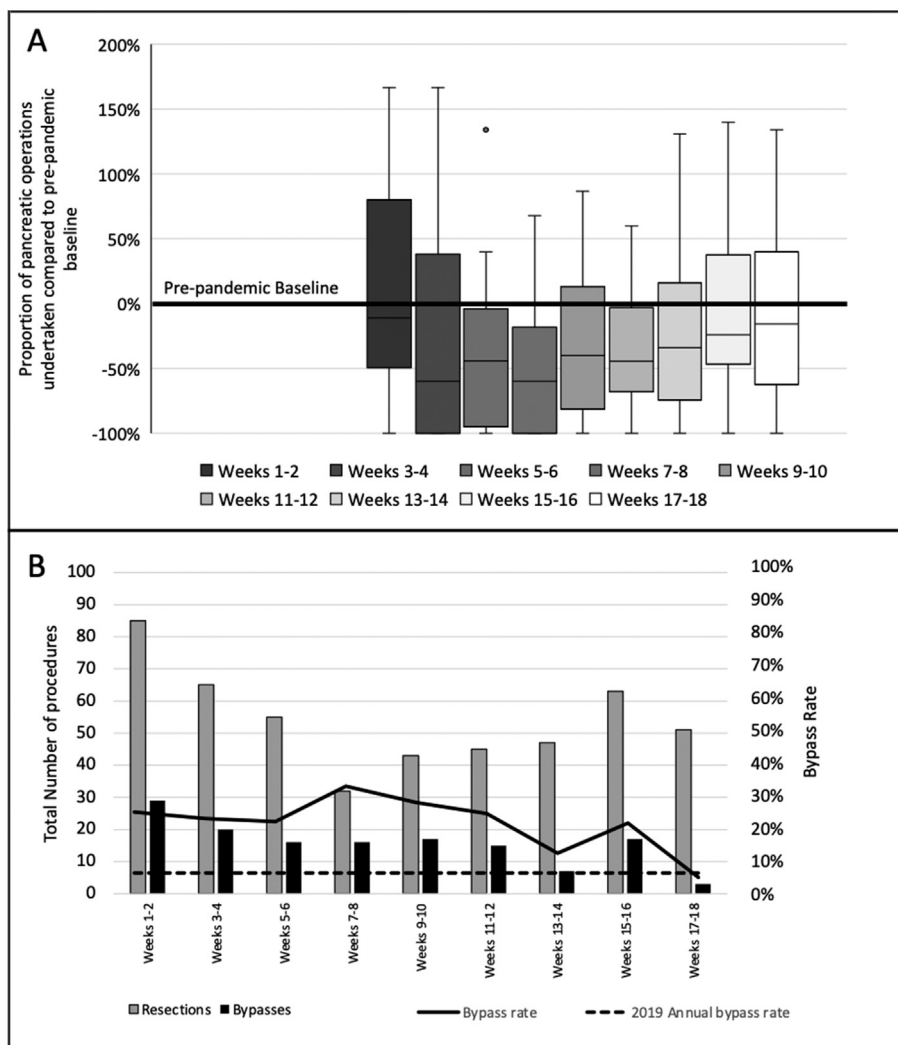 A
200%
150%
100%
50%
0%
-50%
-100%
Proportion of pancreatic operations
undertaken compared to pre-pandemic
baseline
Pre-pandemic Baseline
Weeks 1-2 Weeks 3-4 Weeks 5-6 Weeks 7-8 Weeks 9-10
Weeks 11-12 Weeks 13-14 Weeks 15-16 Weeks 17-18
B
100
90
80
70
60
50
40
30
20
10
0
Total Number of procedures
100%
90%
80%
70%
60%
50%
40%
30%
20%
10%
0%
Bypass Rate
Weeks 1-2
Weeks 3-4
Weeks 5-6
Weeks 7-8
Weeks 9-10
Weeks 11-12
Weeks 13-14
Weeks 15-16
Weeks 17-18
Resections Bypasses Bypass rate 2019 Annual bypass rate